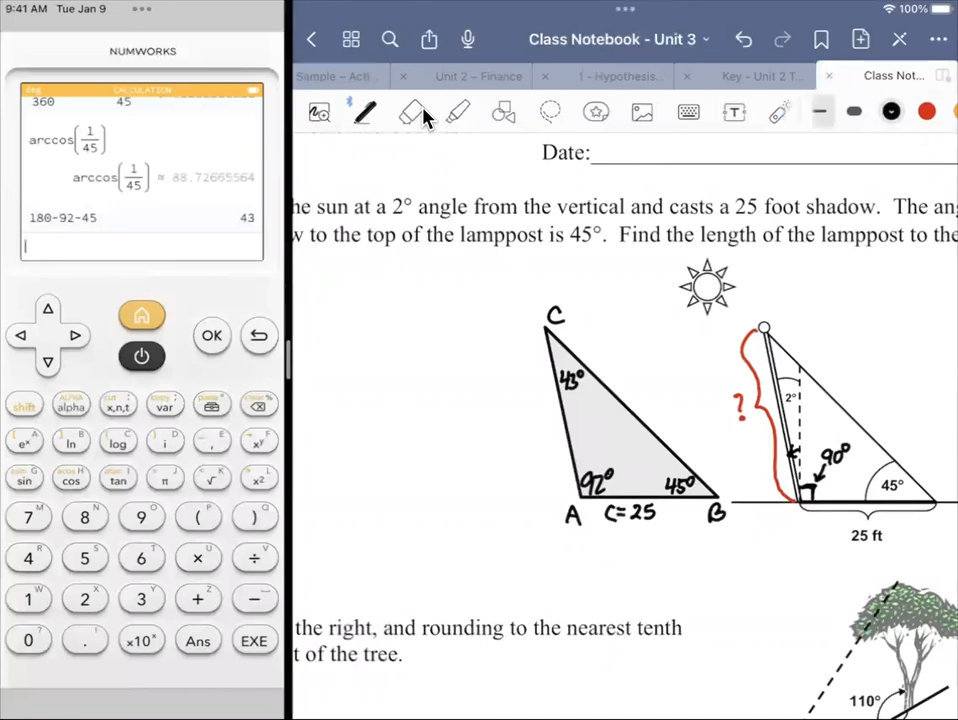 9:41 AM Tue Jan 9
100%
NUMWORKS
deg CALCULATION
360 45
arccos(1/45)
arccos(1/45) ≈ 88.72665564
180-92-45 43
OK
shift alpha x,n,t var
eˣ ln log i , xʸ
sin cos tan π √ x²
7 8 9 ( )
4 5 6 × ÷
1 2 3 + −
0 . ×10ˣ Ans EXE
Class Notebook - Unit 3
Sample – Acti... Unit 2 – Finance 1 - Hypothesis... Key - Unit 2 T... Class Not...
Date:
he sun at a 2° angle from the vertical and casts a 25 foot shadow. The an
w to the top of the lamppost is 45°. Find the length of the lamppost to the
C
43°
92° 45°
A C=25 B
?
2°
90°
45°
25 ft
the right, and rounding to the nearest tenth
t of the tree.
110°